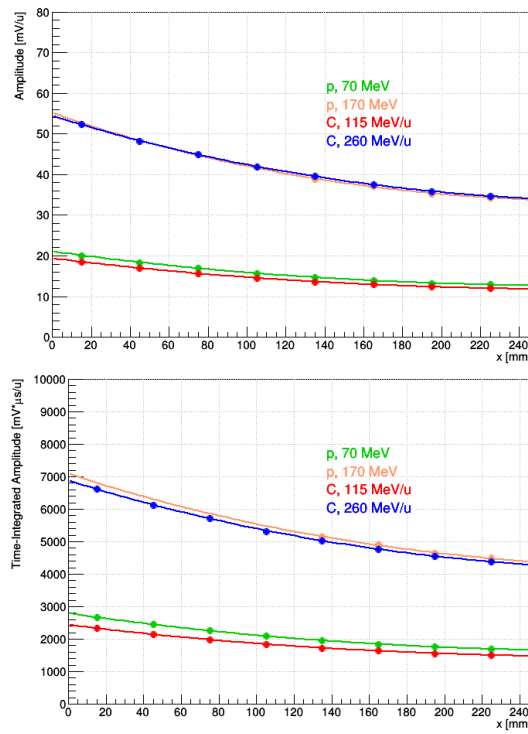 Amplitude [mV/u]
80
70
60
50
40
30
20
10
0
p, 70 MeV
p, 170 MeV
C, 115 MeV/u
C, 260 MeV/u
0 20 40 60 80 100 120 140 160 180 200 220 240
x [mm
Time-Integrated Amplitude [mV*μs/u]
10000
9000
8000
7000
6000
5000
4000
3000
2000
1000
0
p, 70 MeV
p, 170 MeV
C, 115 MeV/u
C, 260 MeV/u
0 20 40 60 80 100 120 140 160 180 200 220 240
x [mm